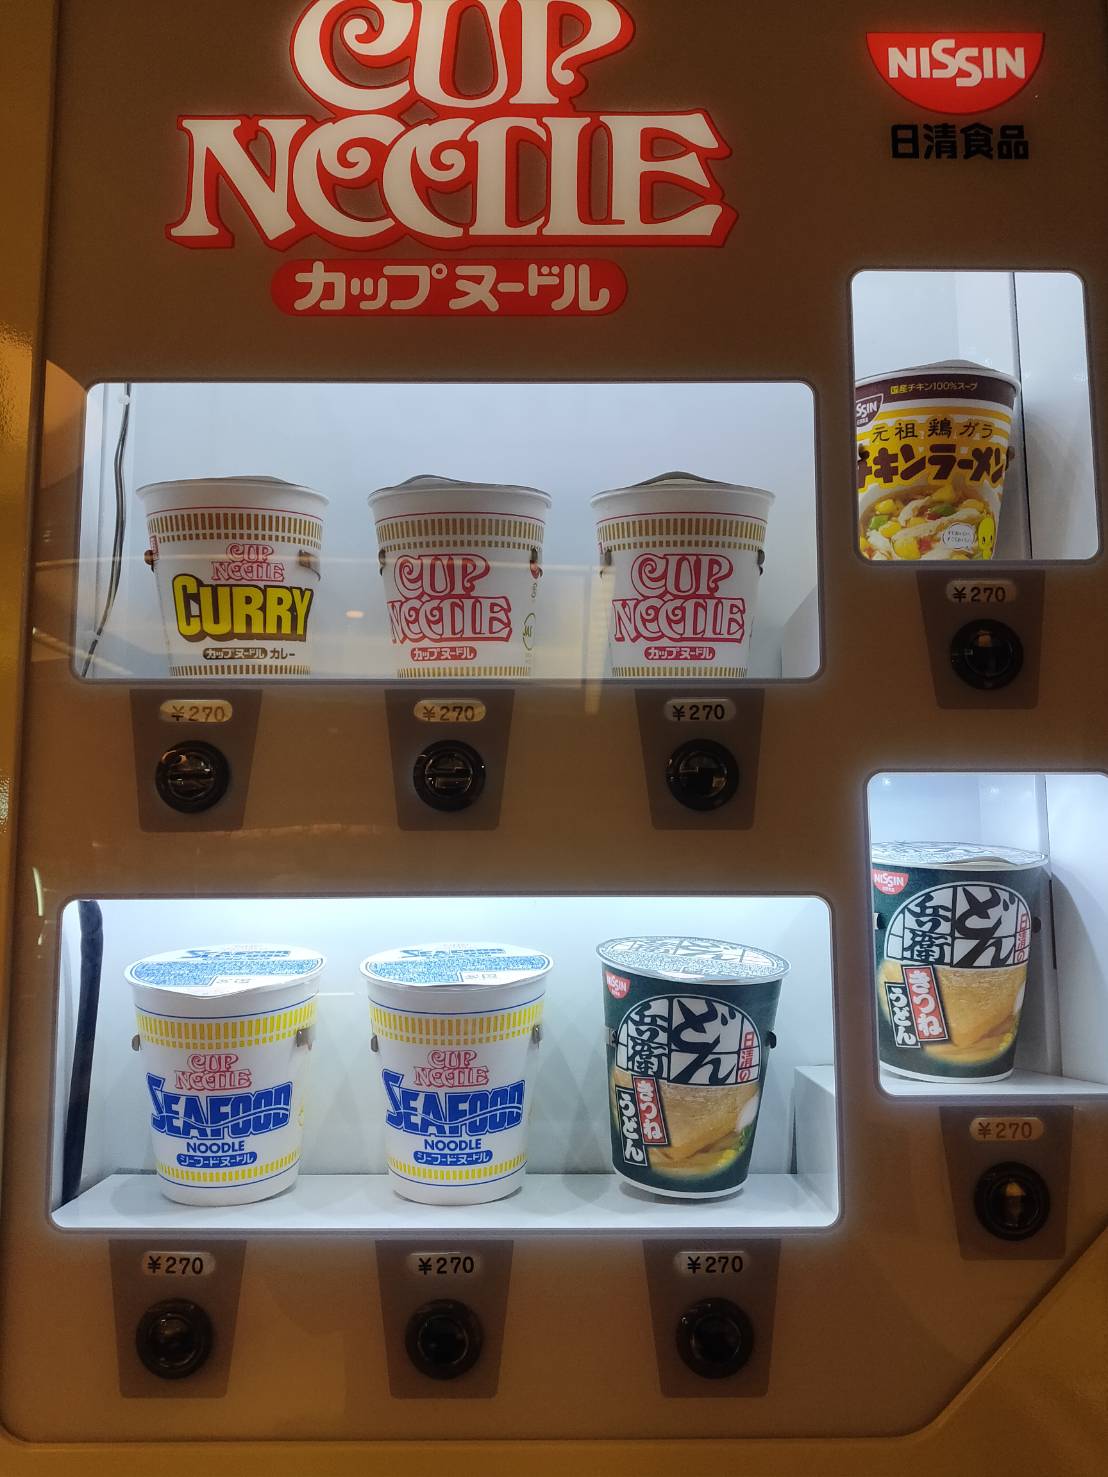 CUP
NOODLE
カップヌードル
NISSIN
日清食品
CUP
NOODLE
CURRY
カップヌードル カレー
CUP
NOODLE
カップヌードル
CUP
NOODLE
カップヌードル
国産チキン100%スープ
元祖鶏ガラ
チキンラーメン
¥270
¥270
¥270
¥270
SEAFOOD
CUP
NOODLE
SEAFOOD
NOODLE
シーフードヌードル
SEAFOOD
CUP
NOODLE
SEAFOOD
NOODLE
シーフードヌードル
NISSIN
日清の
どん
兵衛
きつね
うどん
NISSIN
日清の
どん
兵衛
きつね
うどん
¥270
¥270
¥270
¥270